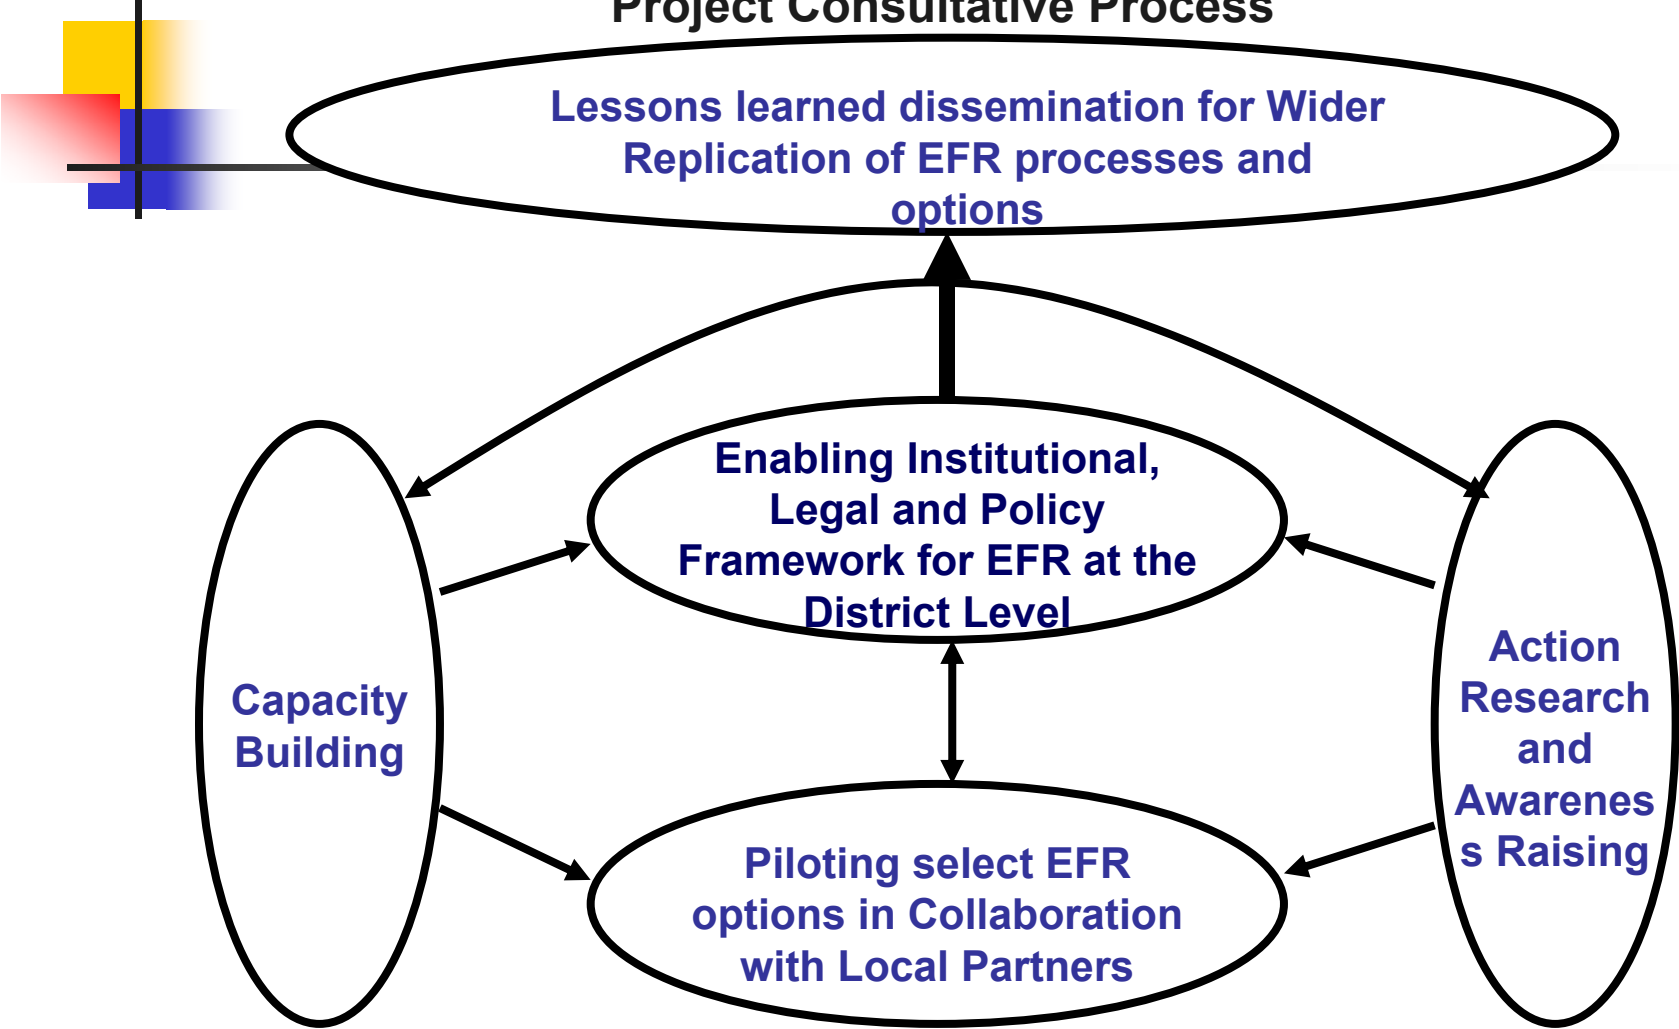 Project Consultative Process
Lessons learned dissemination for Wider
Replication of EFR processes and
options
Enabling Institutional,
Legal and Policy
Framework for EFR at the
District Level
Capacity
Building
Action
Research
and
Awarenes
s Raising
Piloting select EFR
options in Collaboration
with Local Partners